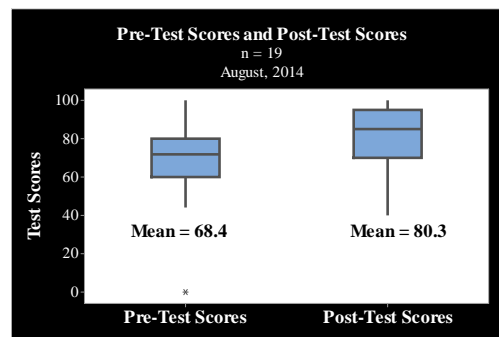 Pre-Test Scores and Post-Test Scores
n = 19
August, 2014
Test Scores
100
80
60
40
20
0
Mean = 68.4
Mean = 80.3
*
Pre-Test Scores
Post-Test Scores